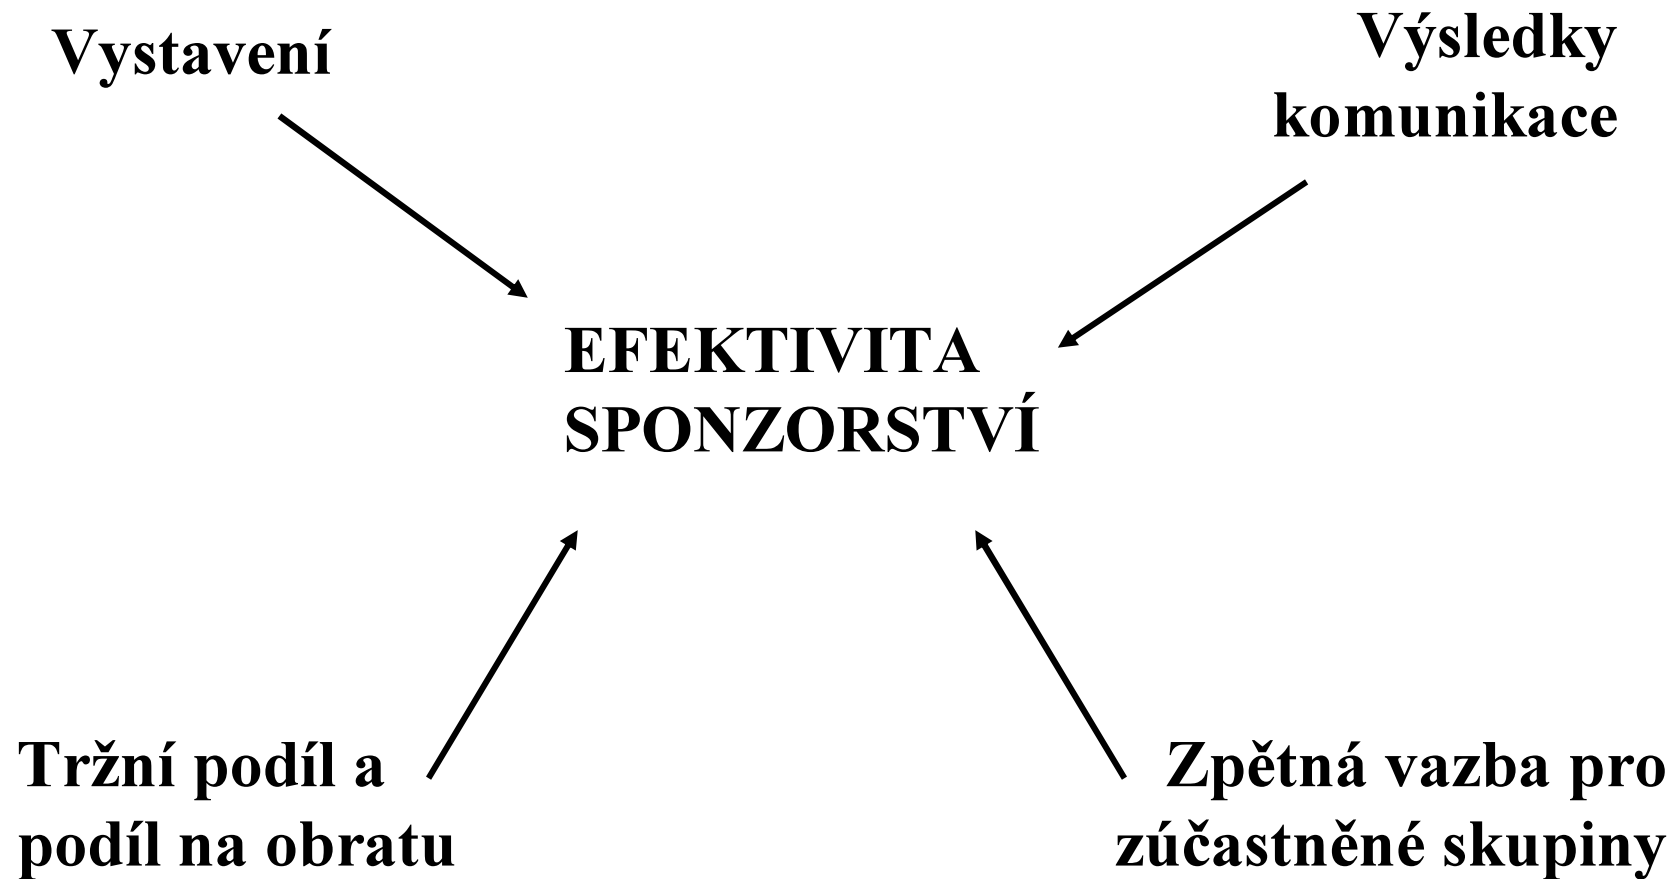 Vystavení
Výsledky
komunikace
EFEKTIVITA
SPONZORSTVÍ
Tržní podíl a
podíl na obratu
Zpětná vazba pro
zúčastněné skupiny